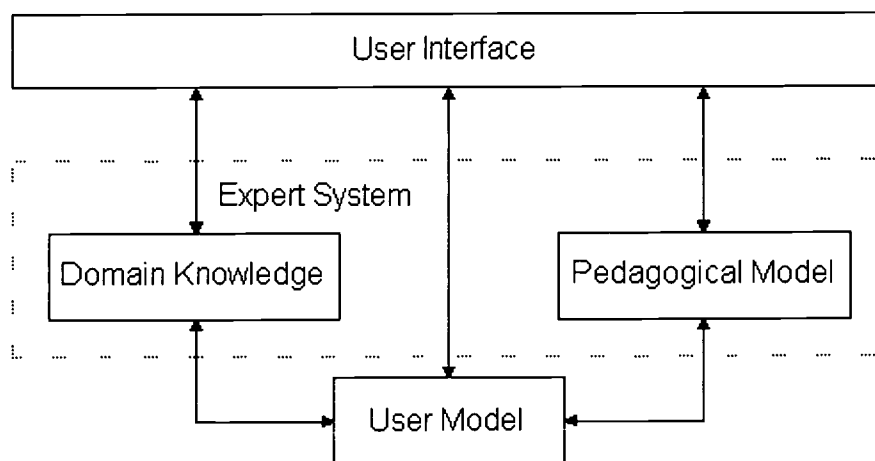 User Interface
Expert System
Domain Knowledge
Pedagogical Model
User Model